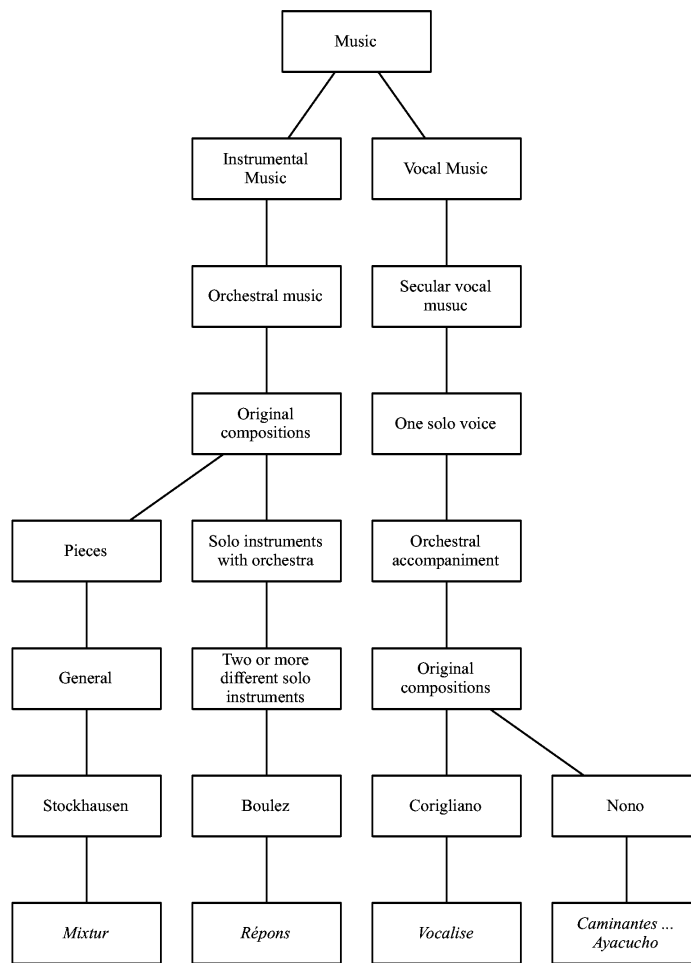 Music
Instrumental
Music
Vocal Music
Orchestral music
Secular vocal
musuc
Original
compositions
One solo voice
Pieces
Solo instruments
with orchestra
Orchestral
accompaniment
General
Two or more
different solo
instruments
Original
compositions
Stockhausen
Boulez
Corigliano
Nono
Mixtur
Répons
Vocalise
Caminantes ...
Ayacucho